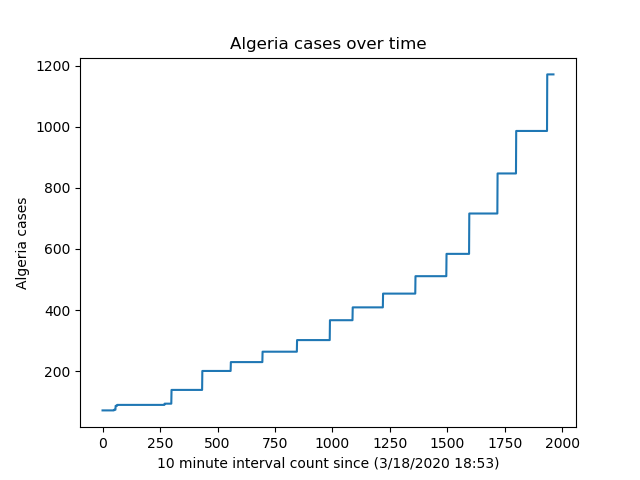 Algeria cases over time
1200
1000
800
600
400
200
Algeria cases
0 250 500 750 1000 1250 1500 1750 2000
10 minute interval count since (3/18/2020 18:53)